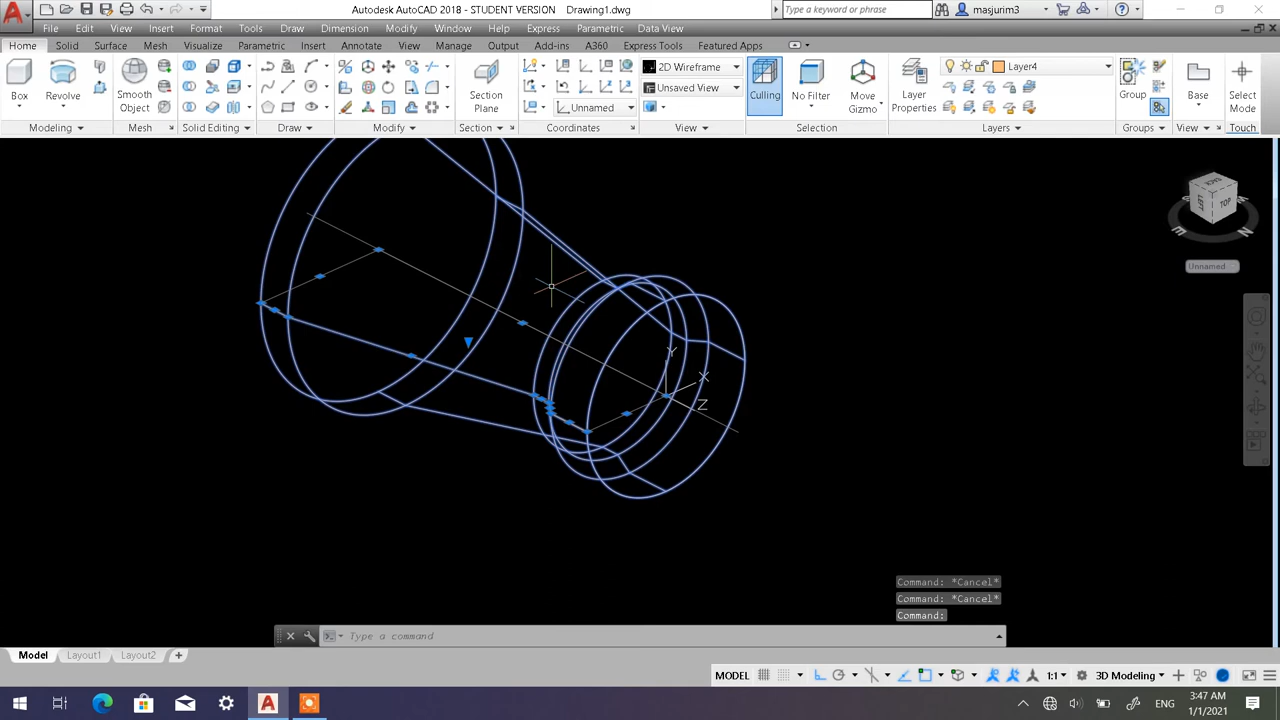 Autodesk AutoCAD 2018 - STUDENT VERSION Drawing1.dwg
Type a keyword or phrase
masjurim3
File Edit View Insert Format Tools Draw Dimension Modify Window Help Express Parametric Data View
Home Solid Surface Mesh Visualize Parametric Insert Annotate View Manage Output Add-ins A360 Express Tools Featured Apps
Box
Revolve
Smooth
Object
Section
Plane
2D Wireframe
Unsaved View
Unnamed
Culling
No Filter
Move
Gizmo
Layer
Properties
Layer4
Group
Base
Select
Mode
Modeling Mesh Solid Editing Draw Modify Section Coordinates View Selection Layers Groups View Touch
BACK
LEFT
TOP
Unnamed
Y
X
Z
Command: *Cancel*
Command: *Cancel*
Command:
Type a command
Model Layout1 Layout2 +
MODEL 1:1 3D Modeling
ENG
3:47 AM
1/1/2021